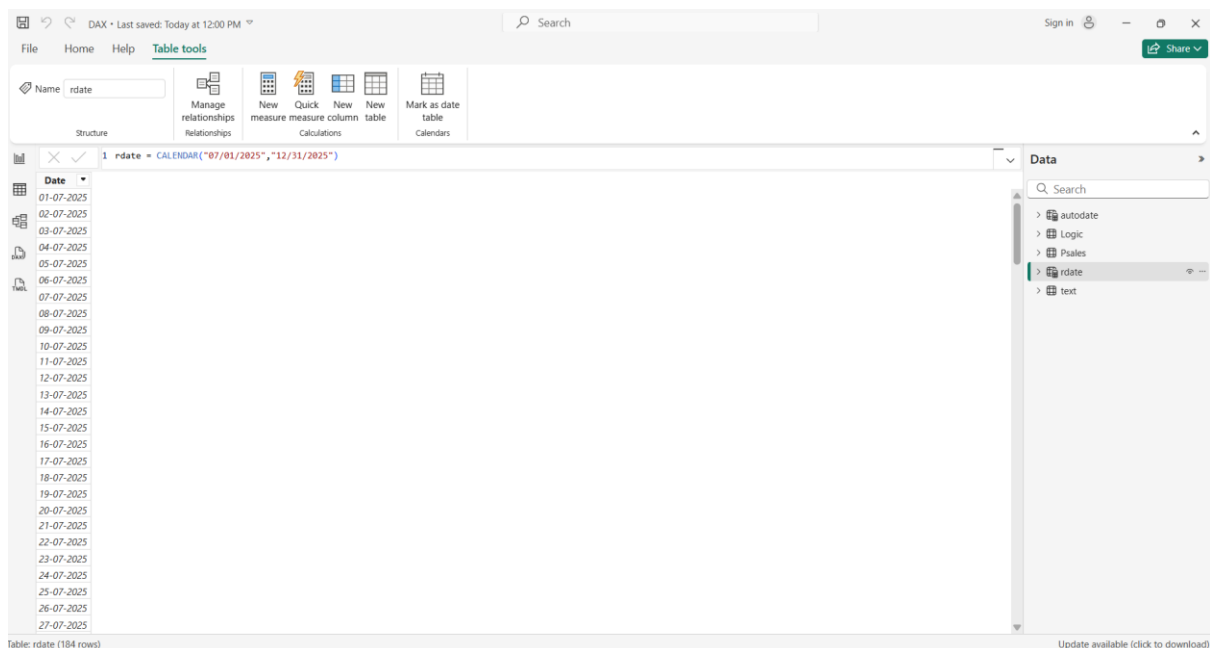 DAX • Last saved: Today at 12:00 PM
Search
Sign in
File Home Help Table tools
Share
Name rdate
Manage relationships
New measure
Quick measure
New column
New table
Mark as date table
Structure
Relationships
Calculations
Calendars
1 rdate = CALENDAR("07/01/2025","12/31/2025")
Data
Date
Search
01-07-2025
02-07-2025
03-07-2025
04-07-2025
05-07-2025
06-07-2025
07-07-2025
08-07-2025
09-07-2025
10-07-2025
11-07-2025
12-07-2025
13-07-2025
14-07-2025
15-07-2025
16-07-2025
17-07-2025
18-07-2025
19-07-2025
20-07-2025
21-07-2025
22-07-2025
23-07-2025
24-07-2025
25-07-2025
26-07-2025
27-07-2025
autodate
Logic
Psales
rdate
text
DAX
TMDL
Table: rdate (184 rows)
Update available (click to download)